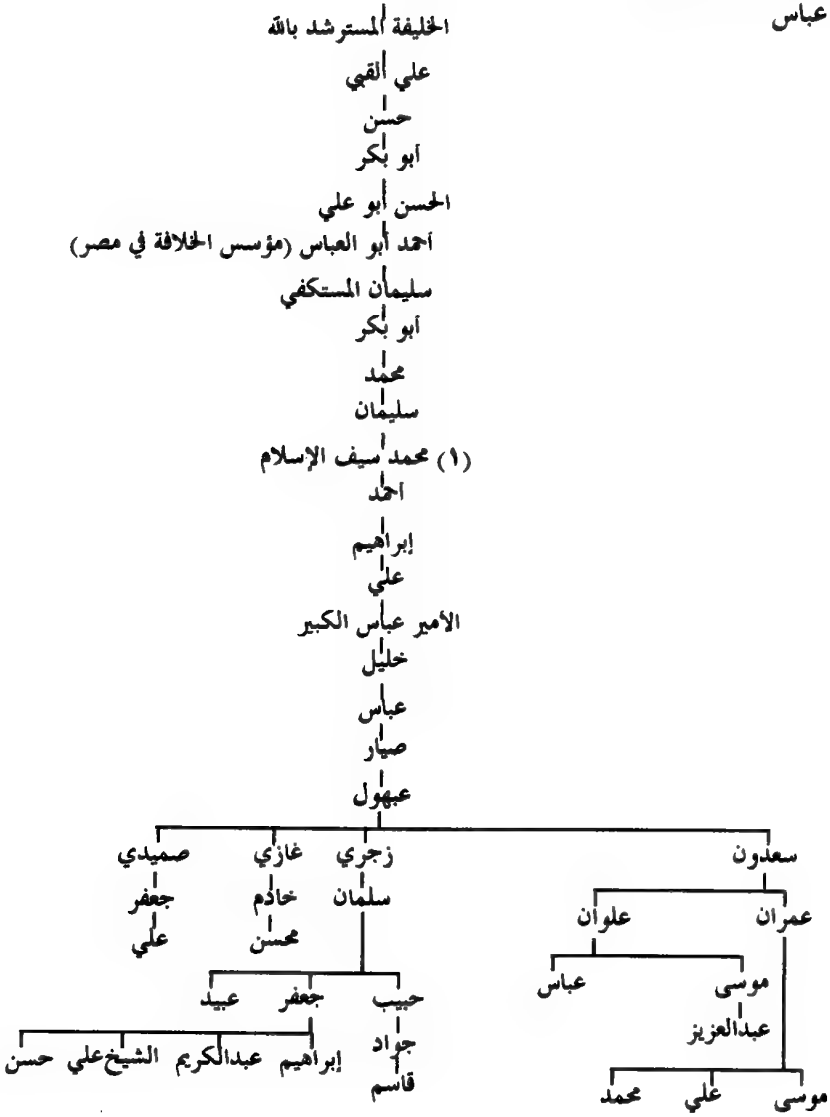 عباس
الخليفة المسترشد بالله
علي القبي
حسن
أبو بكر
الحسن أبو علي
أحمد أبو العباس (مؤسس الخلافة في مصر)
سليمان المستكفي
أبو بكر
محمد
سليمان
(١) محمد سيف الإسلام
أحمد
إبراهيم
علي
الأمير عباس الكبير
خليل
عباس
صيار
عبهول
سعدون زجري غازي صميدي
عمران علوان سلمان خادم جعفر
محسن علي
موسى عباس حبيب جعفر عبيد
عبدالعزيز جواد
إبراهيم عبدالكريم الشيخ علي حسن
موسى علي محمد قاسم